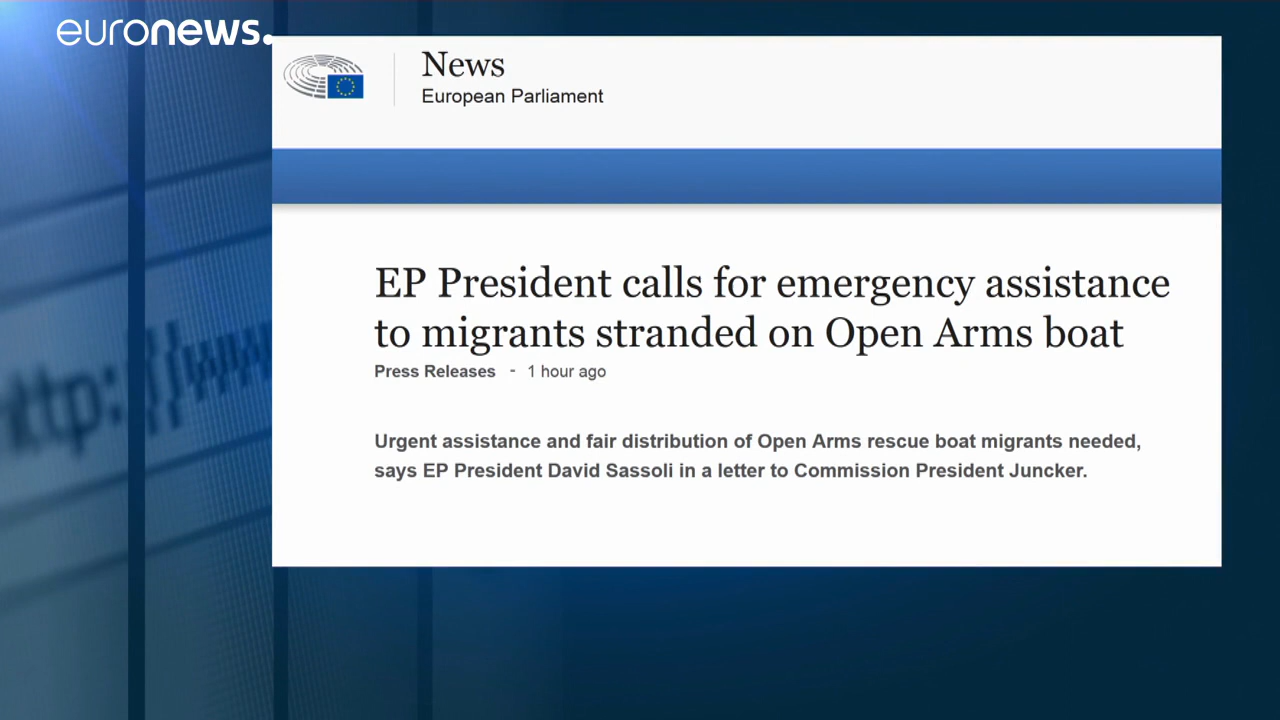 euronews.
News
European Parliament
EP President calls for emergency assistance
to migrants stranded on Open Arms boat
Press Releases - 1 hour ago
Urgent assistance and fair distribution of Open Arms rescue boat migrants needed,
says EP President David Sassoli in a letter to Commission President Juncker.
http://www